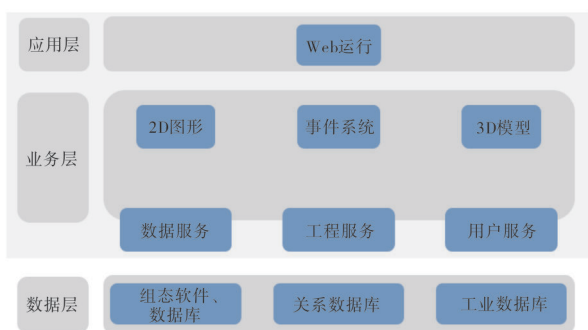 应用层
Web运行
业务层
2D图形
事件系统
3D模型
数据服务
工程服务
用户服务
数据层
组态软件、
数据库
关系数据库
工业数据库